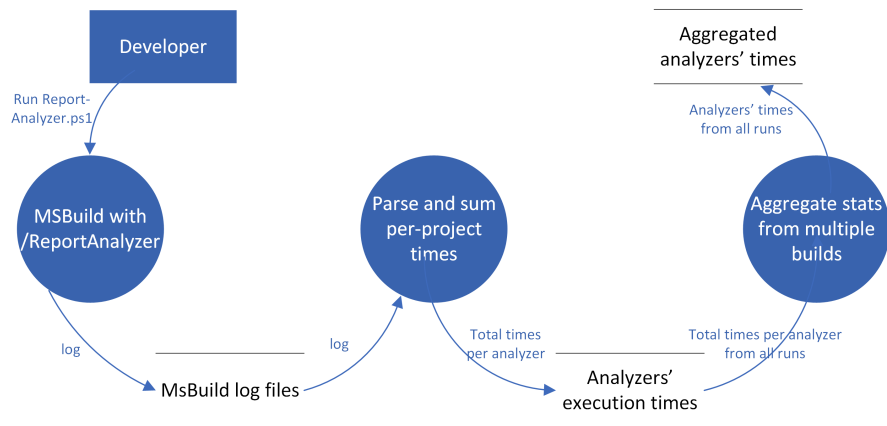 Developer
Run Report-
Analyzer.ps1
MSBuild with
/ReportAnalyzer
log
MsBuild log files
log
Parse and sum
per-project
times
Total times
per analyzer
Analyzers’
execution times
Total times per analyzer
from all runs
Aggregate stats
from multiple
builds
Analyzers’ times
from all runs
Aggregated
analyzers’ times